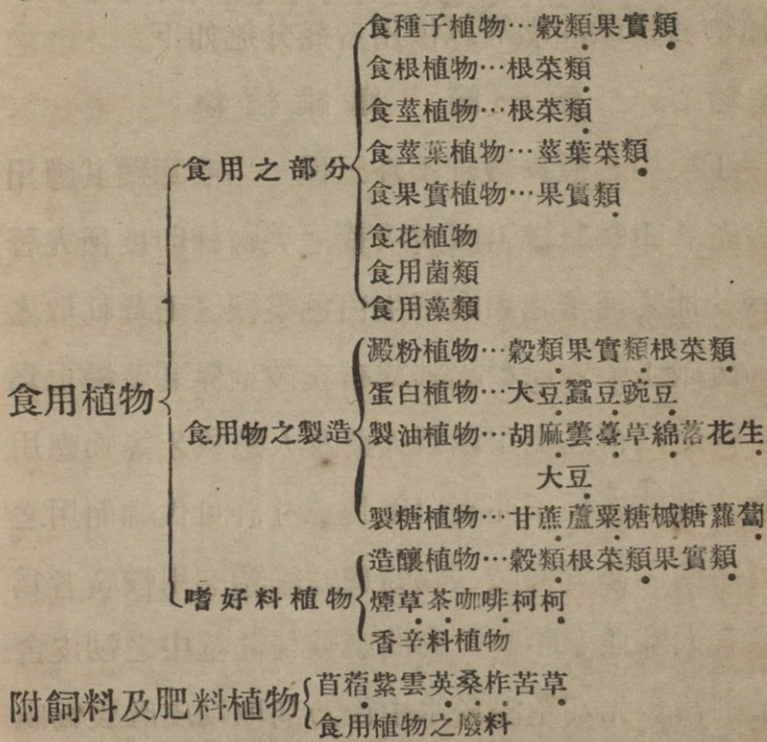 食用植物
食用之部分
食種子植物…穀類果實類
食根植物…根菜類
食莖植物…根菜類
食莖葉植物…莖葉菜類
食果實植物…果實類
食花植物
食用菌類
食用藻類
食用物之製造
澱粉植物…穀類果實類根菜類
蛋白植物…大豆蠶豆豌豆
製油植物…胡麻蕓薹草綿落花生
大豆
製糖植物…甘蔗蘆粟糖槭糖蘿蔔
嗜好料植物
造釀植物…穀類根菜類果實類
煙草茶咖啡柯柯
香辛料植物
附飼料及肥料植物
苜蓿紫雲英桑柞苦草
食用植物之廢料